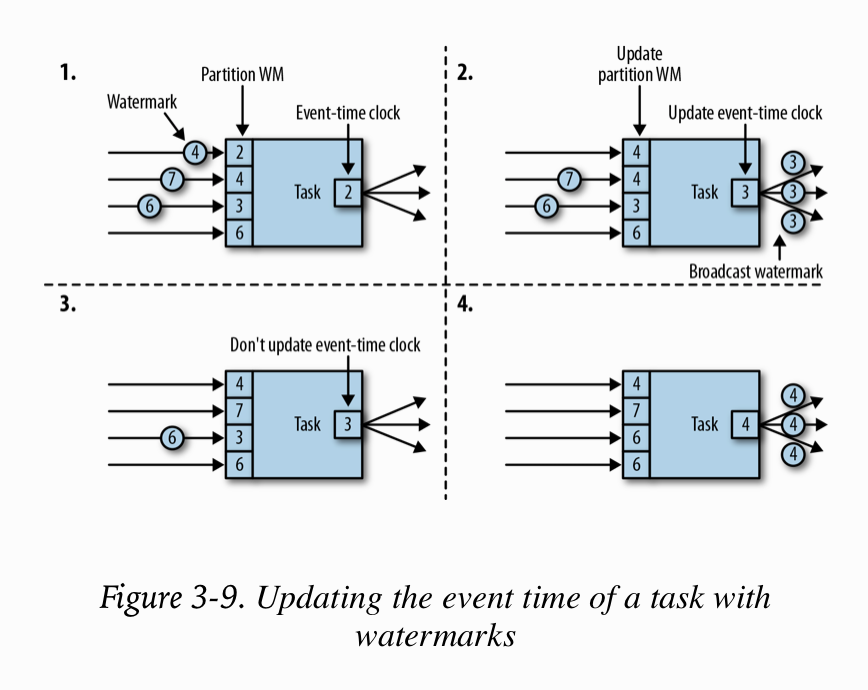 1.
Partition WM
Watermark
Event-time clock
4
2
7
4
6
3
6
Task
2
2.
Update
partition WM
Update event-time clock
4
7
4
6
3
6
Task
3
3
3
3
Broadcast watermark
3.
Don't update event-time clock
4
7
6
3
6
Task
3
4.
4
7
6
6
Task
4
4
4
4
Figure 3-9. Updating the event time of a task with
watermarks